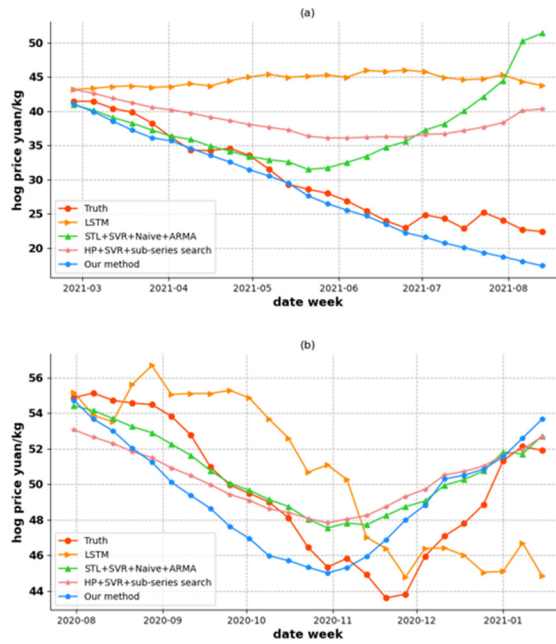 (a)
50
45
40
35
30
25
20
hog price yuan/kg
Truth
LSTM
STL+SVR+Naive+ARMA
HP+SVR+sub-series search
Our method
2021-03 2021-04 2021-05 2021-06 2021-07 2021-08
date week
(b)
56
54
52
50
48
46
44
hog price yuan/kg
Truth
LSTM
STL+SVR+Naive+ARMA
HP+SVR+sub-series search
Our method
2020-08 2020-09 2020-10 2020-11 2020-12 2021-01
date week